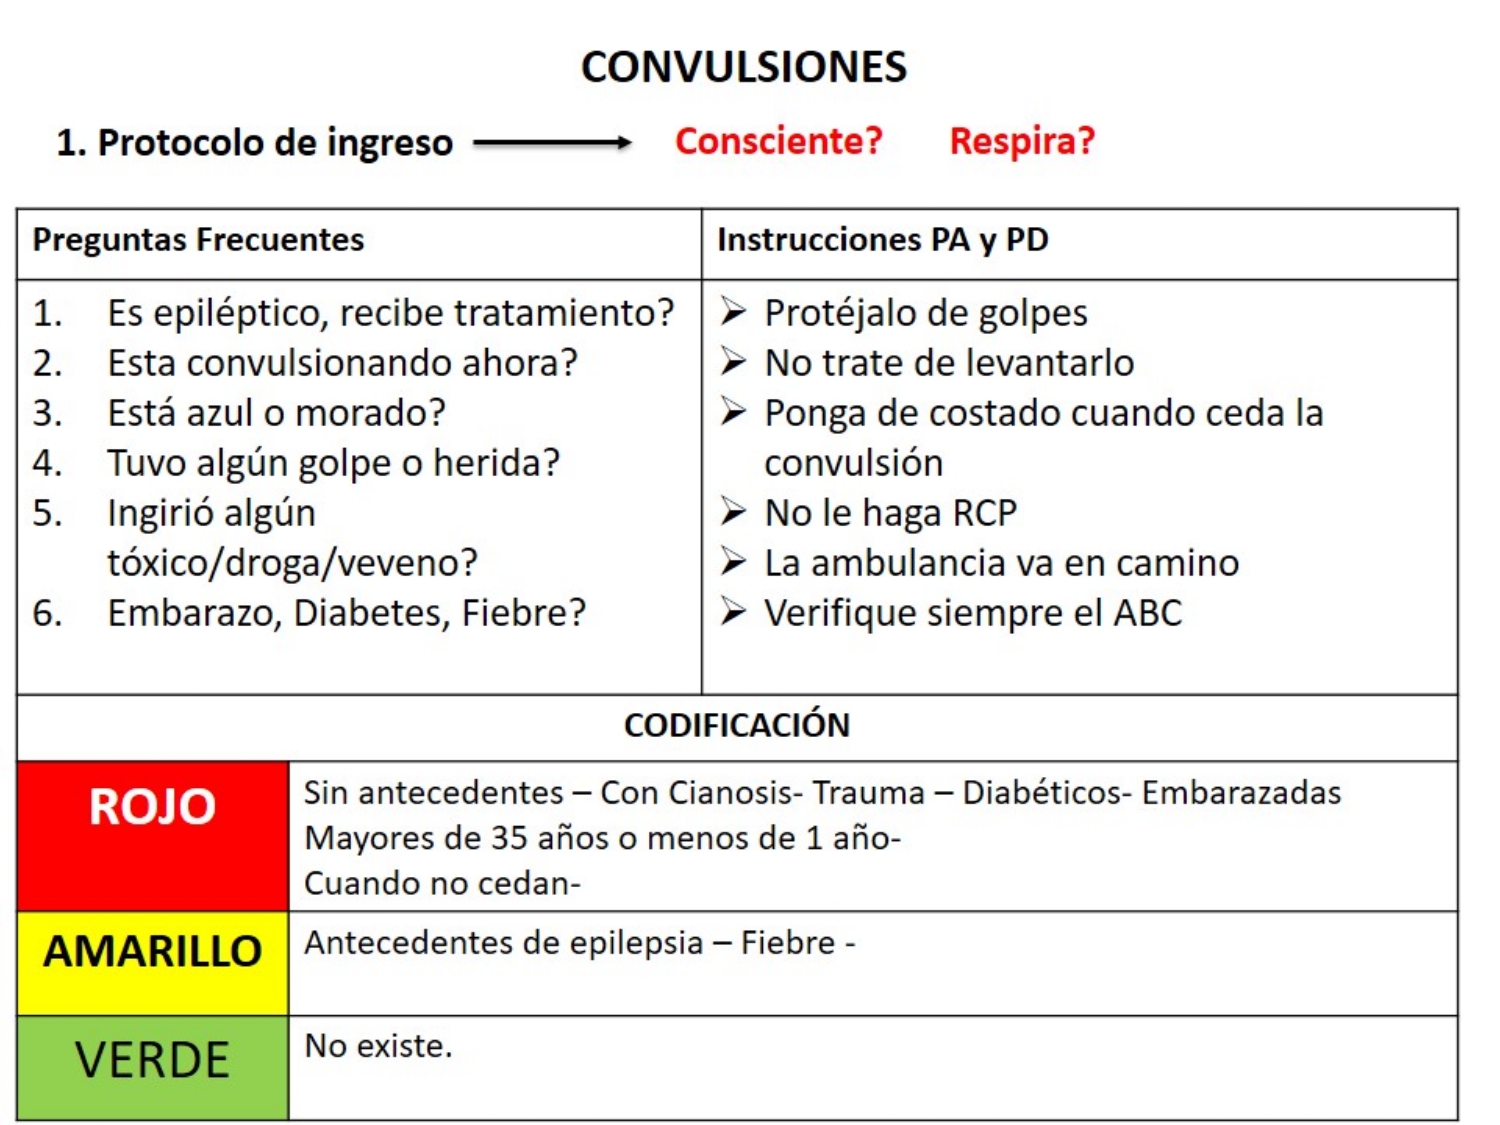 CONVULSIONES
1. Protocolo de ingreso Consciente? Respira?
Preguntas Frecuentes
1. Es epiléptico, recibe tratamiento?
2. Esta convulsionando ahora?
3. Está azul o morado?
4. Tuvo algún golpe o herida?
5. Ingirió algún
tóxico/droga/veveno?
6. Embarazo, Diabetes, Fiebre?
Instrucciones PA y PD
➢ Protéjalo de golpes
➢ No trate de levantarlo
➢ Ponga de costado cuando ceda la
convulsión
➢ No le haga RCP
➢ La ambulancia va en camino
➢ Verifique siempre el ABC
CODIFICACIÓN
ROJO
Sin antecedentes – Con Cianosis- Trauma – Diabéticos- Embarazadas
Mayores de 35 años o menos de 1 año-
Cuando no cedan-
AMARILLO
Antecedentes de epilepsia – Fiebre -
VERDE
No existe.